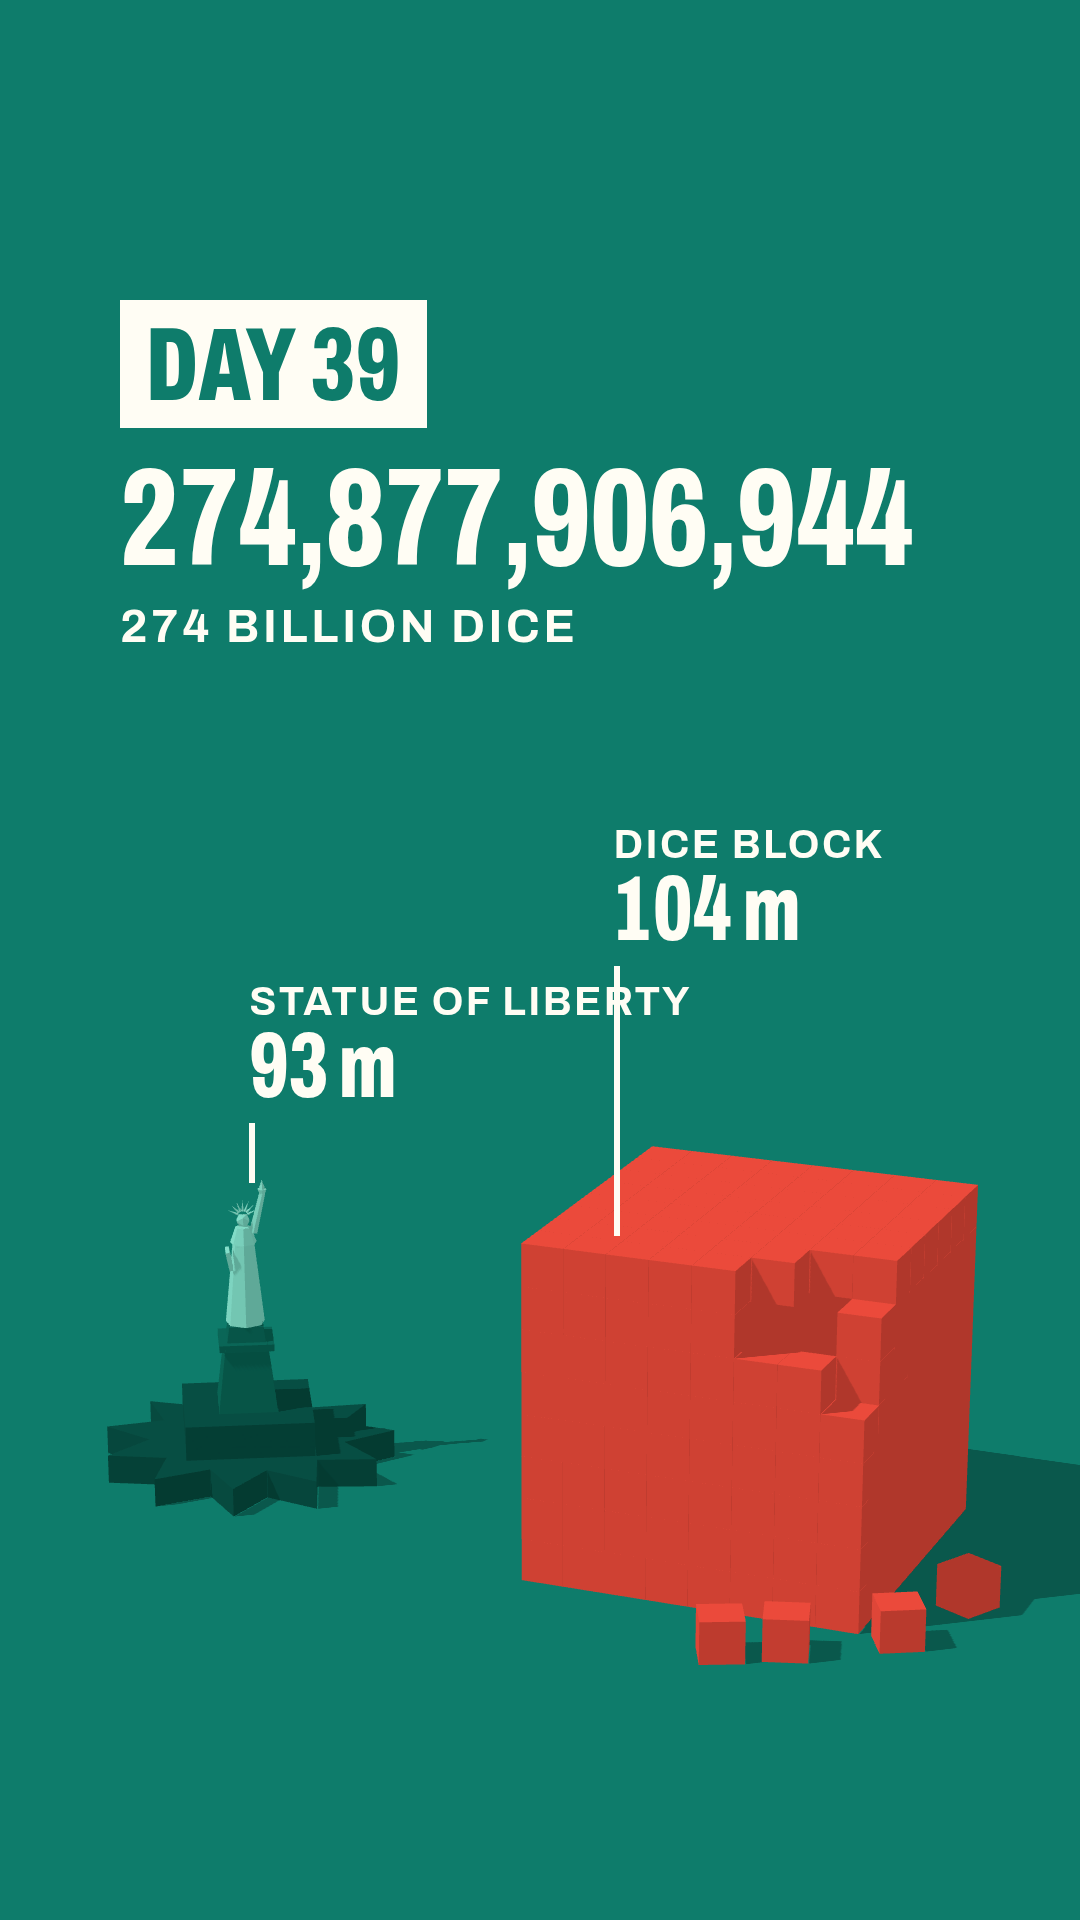 DAY 39
274,877,906,944
274 BILLION DICE
DICE BLOCK
104 m
STATUE OF LIBERTY
93 m